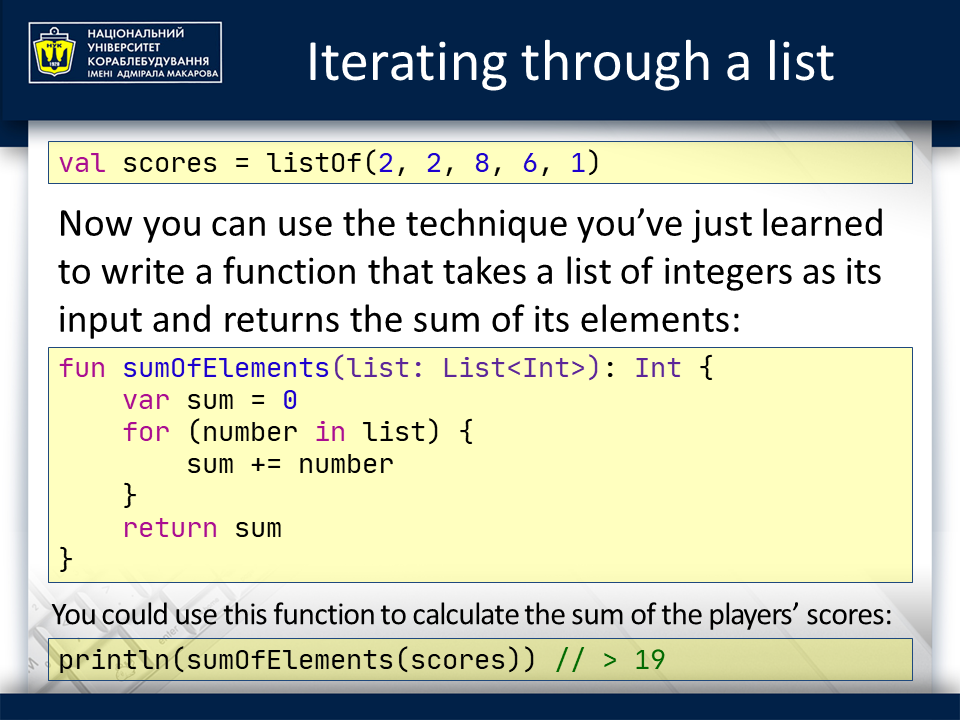 НАЦІОНАЛЬНИЙ
УНІВЕРСИТЕТ
КОРАБЛЕБУДУВАННЯ
ІМЕНІ АДМІРАЛА МАКАРОВА
НУК
1920
Iterating through a list
val scores = listOf(2, 2, 8, 6, 1)
Now you can use the technique you’ve just learned
to write a function that takes a list of integers as its
input and returns the sum of its elements:
fun sumOfElements(list: List<Int>): Int {
    var sum = 0
    for (number in list) {
        sum += number
    }
    return sum
}
You could use this function to calculate the sum of the players’ scores:
println(sumOfElements(scores)) // > 19